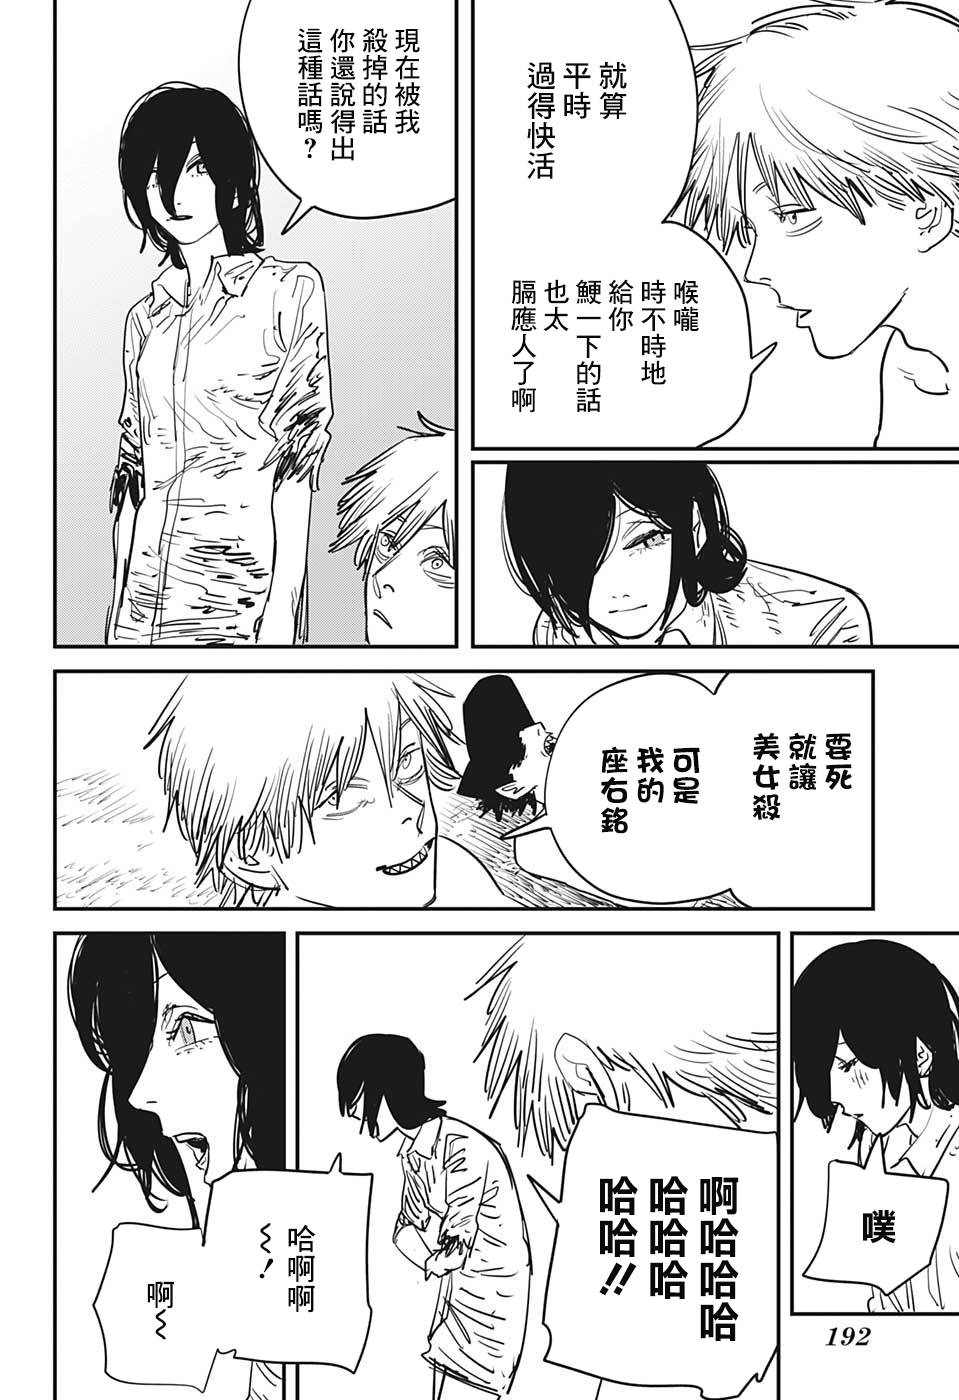 就算
平時
過得快活
喉嚨
時不時地
給你
鯁一下的話
也太
膈應人了啊
現在被我
殺掉的話
你還說得出
這種話嗎？
要死
就讓
美女殺
可是
我的
座右銘
噗
啊哈哈哈
哈哈哈
哈哈!!
哈啊啊
～！
啊～
192